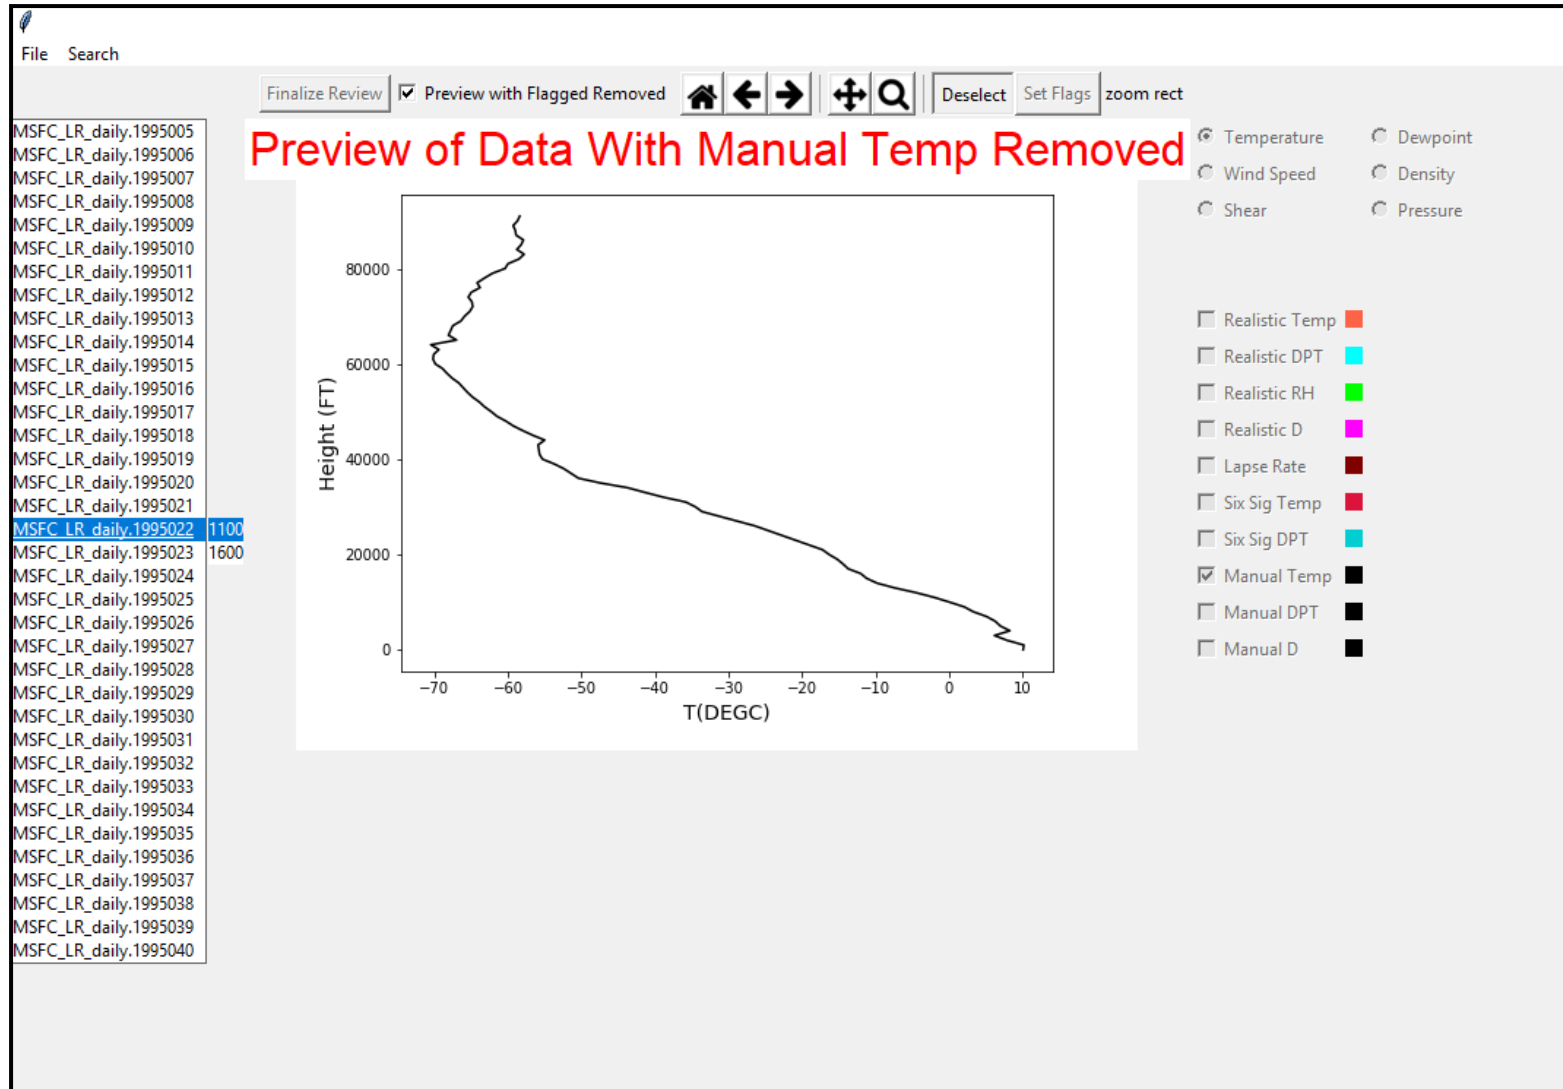 File Search
Finalize Review Preview with Flagged Removed Deselect Set Flags zoom rect
MSFC_LR_daily.1995005
MSFC_LR_daily.1995006
MSFC_LR_daily.1995007
MSFC_LR_daily.1995008
MSFC_LR_daily.1995009
MSFC_LR_daily.1995010
MSFC_LR_daily.1995011
MSFC_LR_daily.1995012
MSFC_LR_daily.1995013
MSFC_LR_daily.1995014
MSFC_LR_daily.1995015
MSFC_LR_daily.1995016
MSFC_LR_daily.1995017
MSFC_LR_daily.1995018
MSFC_LR_daily.1995019
MSFC_LR_daily.1995020
MSFC_LR_daily.1995021
MSFC_LR_daily.1995022 1100
MSFC_LR_daily.1995023 1600
MSFC_LR_daily.1995024
MSFC_LR_daily.1995025
MSFC_LR_daily.1995026
MSFC_LR_daily.1995027
MSFC_LR_daily.1995028
MSFC_LR_daily.1995029
MSFC_LR_daily.1995030
MSFC_LR_daily.1995031
MSFC_LR_daily.1995032
MSFC_LR_daily.1995033
MSFC_LR_daily.1995034
MSFC_LR_daily.1995035
MSFC_LR_daily.1995036
MSFC_LR_daily.1995037
MSFC_LR_daily.1995038
MSFC_LR_daily.1995039
MSFC_LR_daily.1995040
Preview of Data With Manual Temp Removed
Height (FT)
80000
60000
40000
20000
0
−70 −60 −50 −40 −30 −20 −10 0 10
T(DEGC)
Temperature Dewpoint
Wind Speed Density
Shear Pressure
Realistic Temp
Realistic DPT
Realistic RH
Realistic D
Lapse Rate
Six Sig Temp
Six Sig DPT
Manual Temp
Manual DPT
Manual D